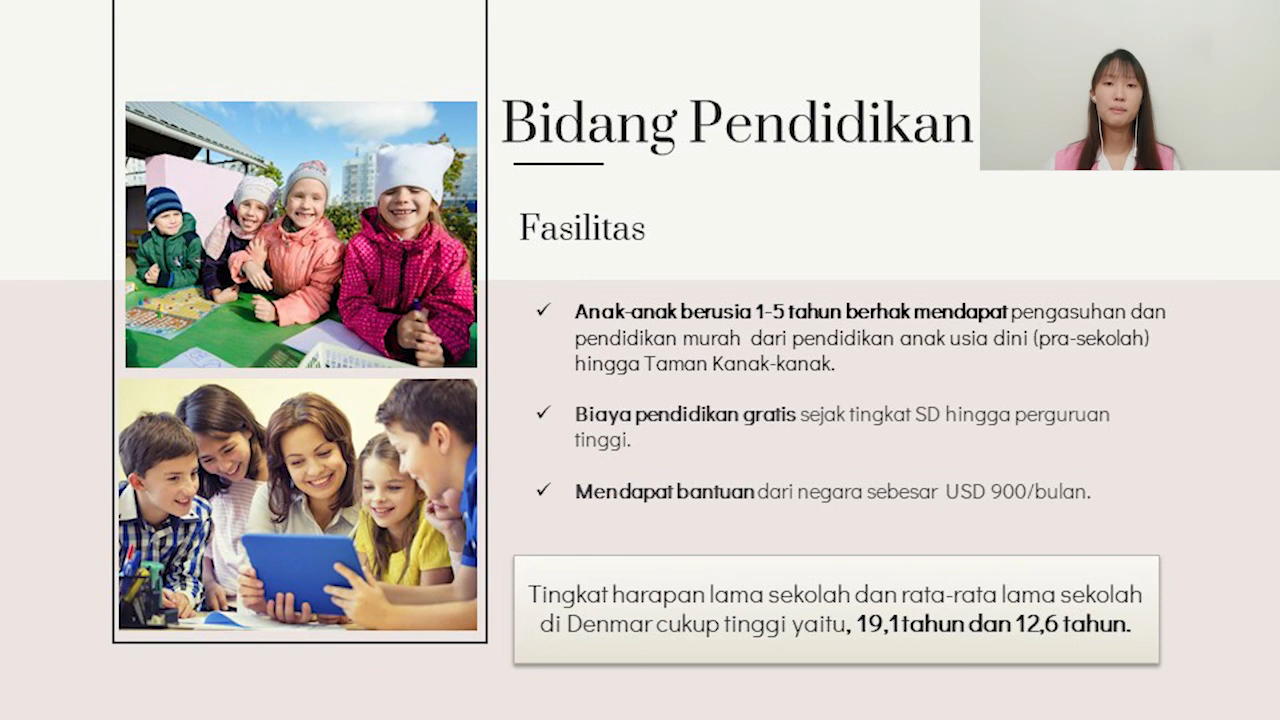 Bidang Pendidikan
Fasilitas
Anak-anak berusia 1-5 tahun berhak mendapat pengasuhan dan
pendidikan murah dari pendidikan anak usia dini (pra-sekolah)
hingga Taman Kanak-kanak.
Biaya pendidikan gratis sejak tingkat SD hingga perguruan
tinggi.
Mendapat bantuan dari negara sebesar USD 900/bulan.
Tingkat harapan lama sekolah dan rata-rata lama sekolah
di Denmar cukup tinggi yaitu, 19,1 tahun dan 12,6 tahun.